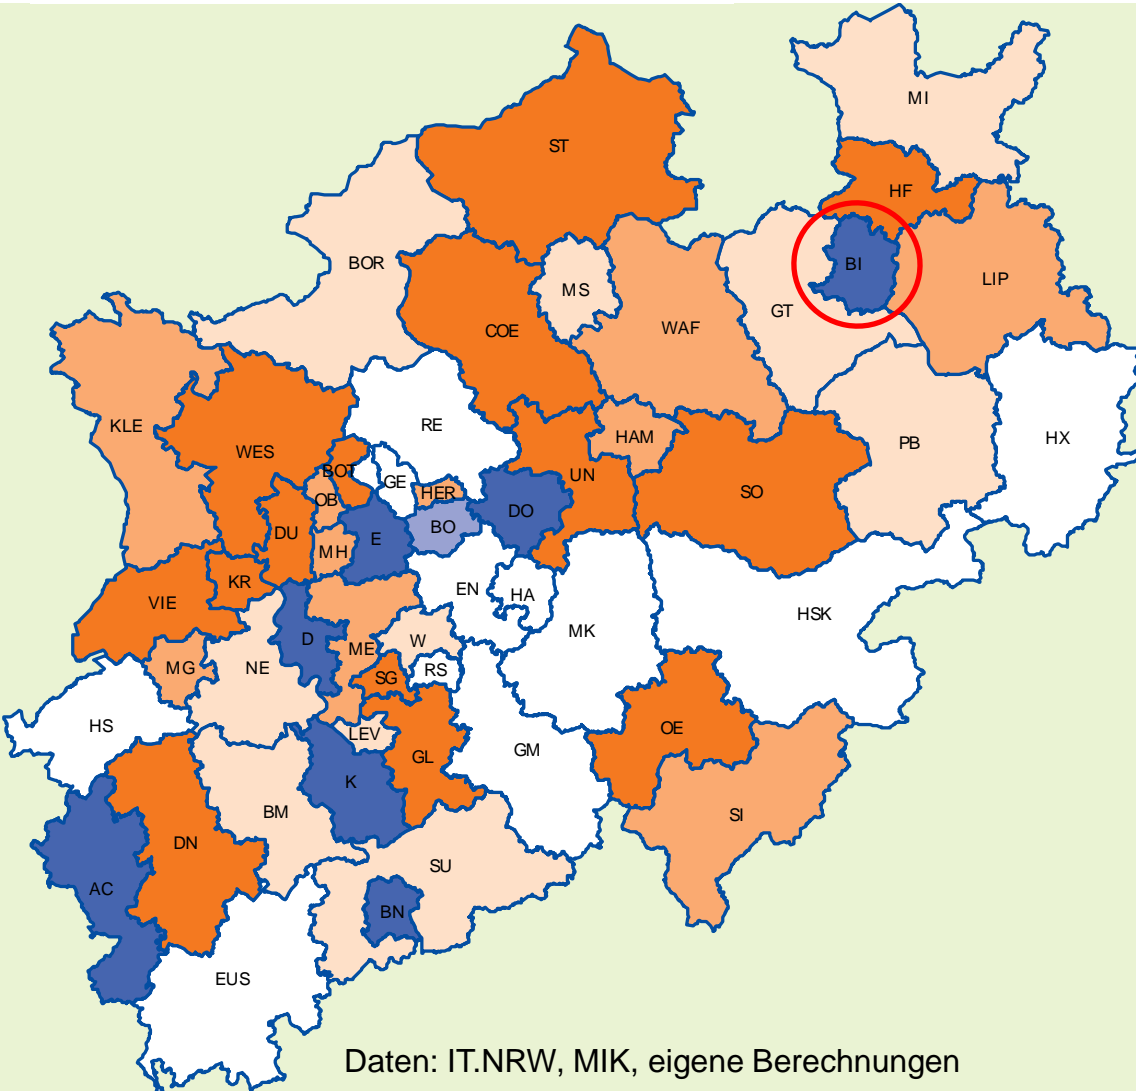 MI
ST
HF
BOR
BI
LIP
MS
GT
COE
WAF
KLE
RE
HAM
PB
HX
WES
BOT
GE
UN
HER
SO
OB
DO
DU
BO
MH
E
KR
EN
HA
VIE
HSK
MK
D
W
ME
MG
NE
RS
SG
HS
OE
LEV
GM
GL
K
BM
SI
DN
SU
AC
BN
EUS
Daten: IT.NRW, MIK, eigene Berechnungen